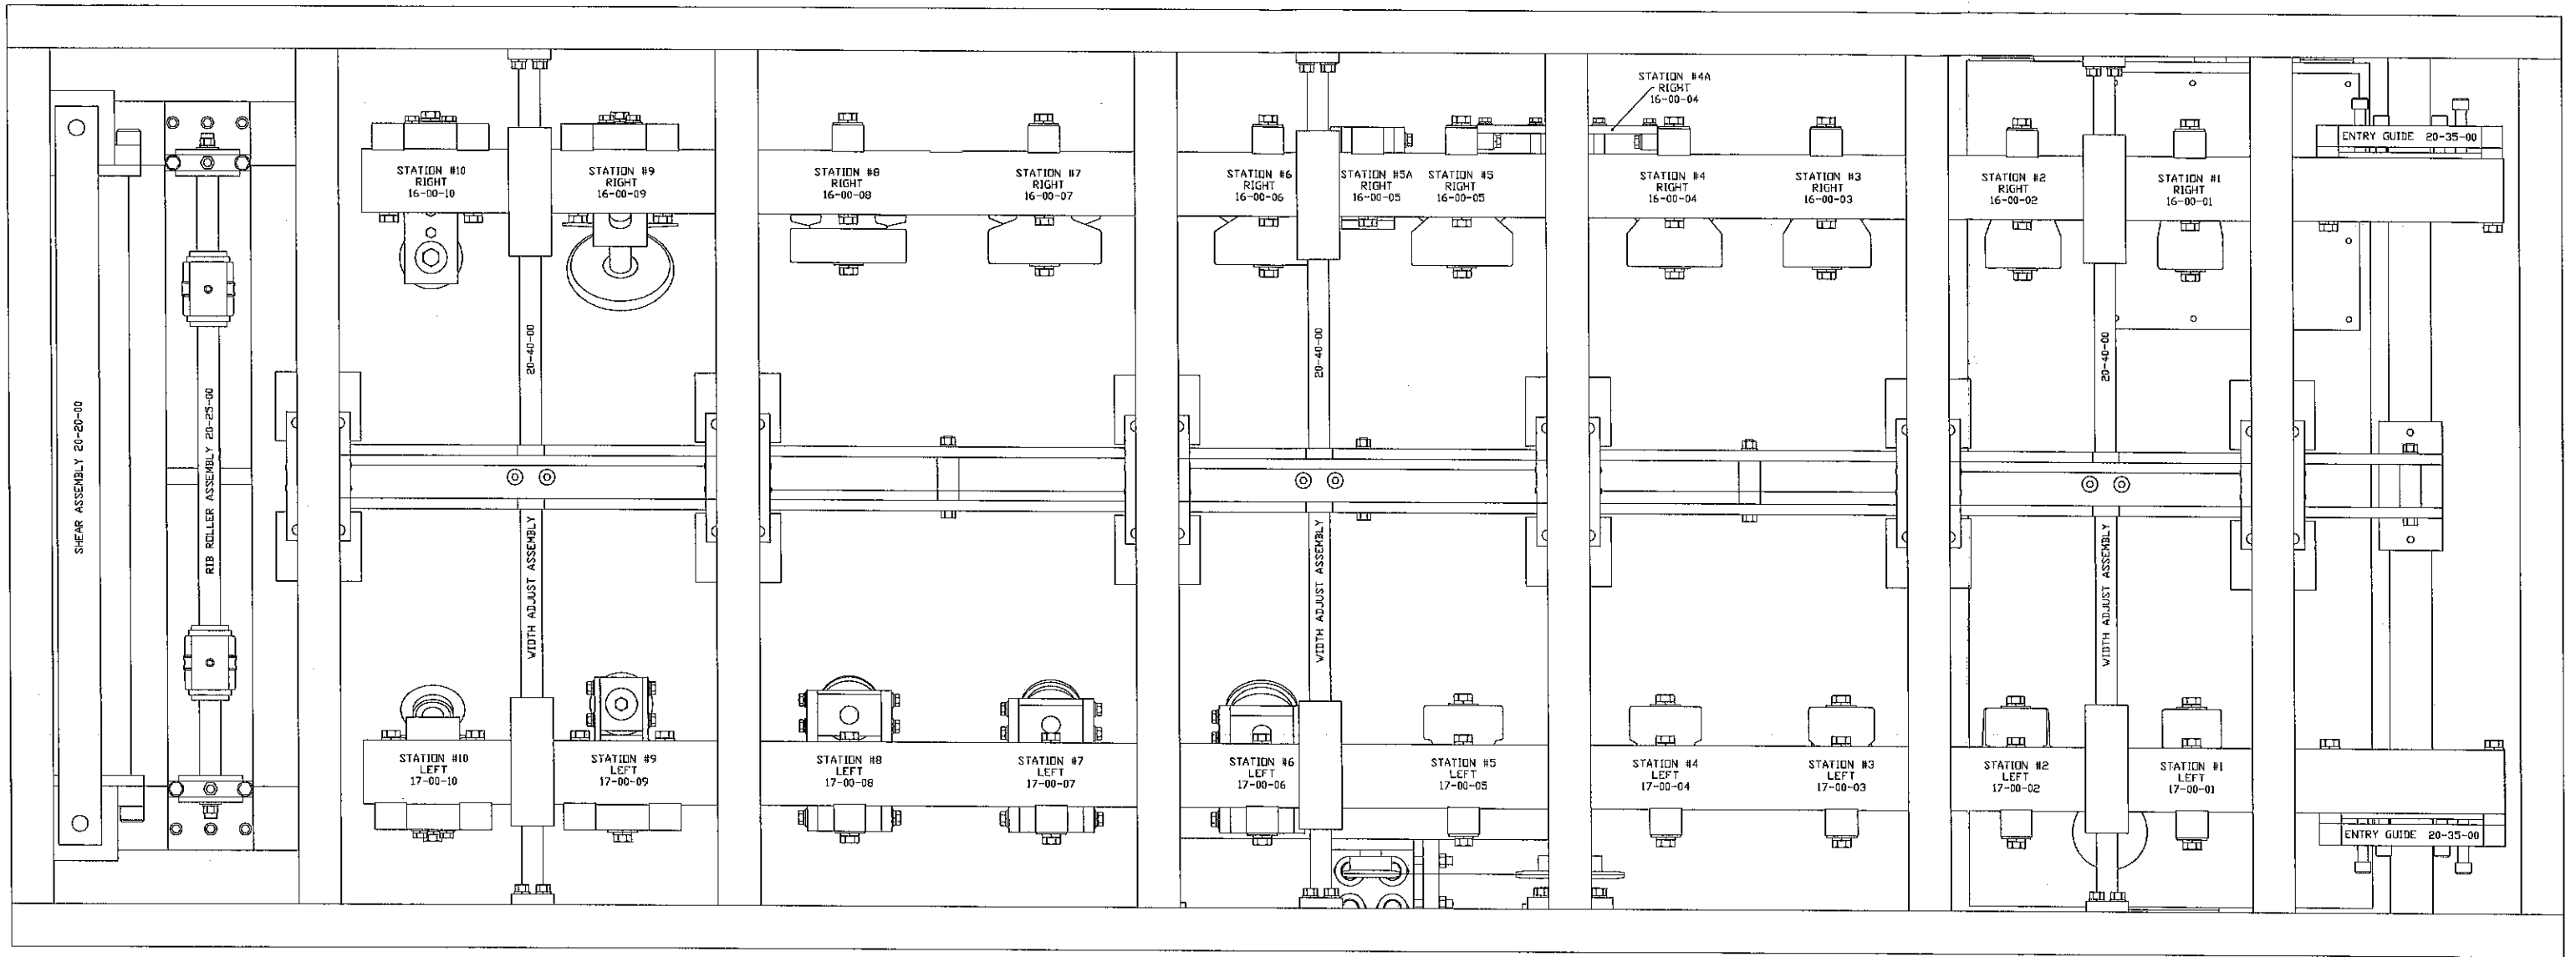 STATION #4A
RIGHT
16-00-04
ENTRY GUIDE 20-35-00
STATION #10
RIGHT
16-00-10
STATION #9
RIGHT
16-00-09
STATION #8
RIGHT
16-00-08
STATION #7
RIGHT
16-00-07
STATION #6
RIGHT
16-00-06
STATION #5A
RIGHT
16-00-05
STATION #5
RIGHT
16-00-05
STATION #4
RIGHT
16-00-04
STATION #3
RIGHT
16-00-03
STATION #2
RIGHT
16-00-02
STATION #1
RIGHT
16-00-01
SHEAR ASSEMBLY 20-20-00
RIB ROLLER ASSEMBLY 20-25-00
WIDTH ADJUST ASSEMBLY 20-40-00
WIDTH ADJUST ASSEMBLY 20-40-00
WIDTH ADJUST ASSEMBLY 20-40-00
STATION #10
LEFT
17-00-10
STATION #9
LEFT
17-00-09
STATION #8
LEFT
17-00-08
STATION #7
LEFT
17-00-07
STATION #6
LEFT
17-00-06
STATION #5
LEFT
17-00-05
STATION #4
LEFT
17-00-04
STATION #3
LEFT
17-00-03
STATION #2
LEFT
17-00-02
STATION #1
LEFT
17-00-01
ENTRY GUIDE 20-35-00